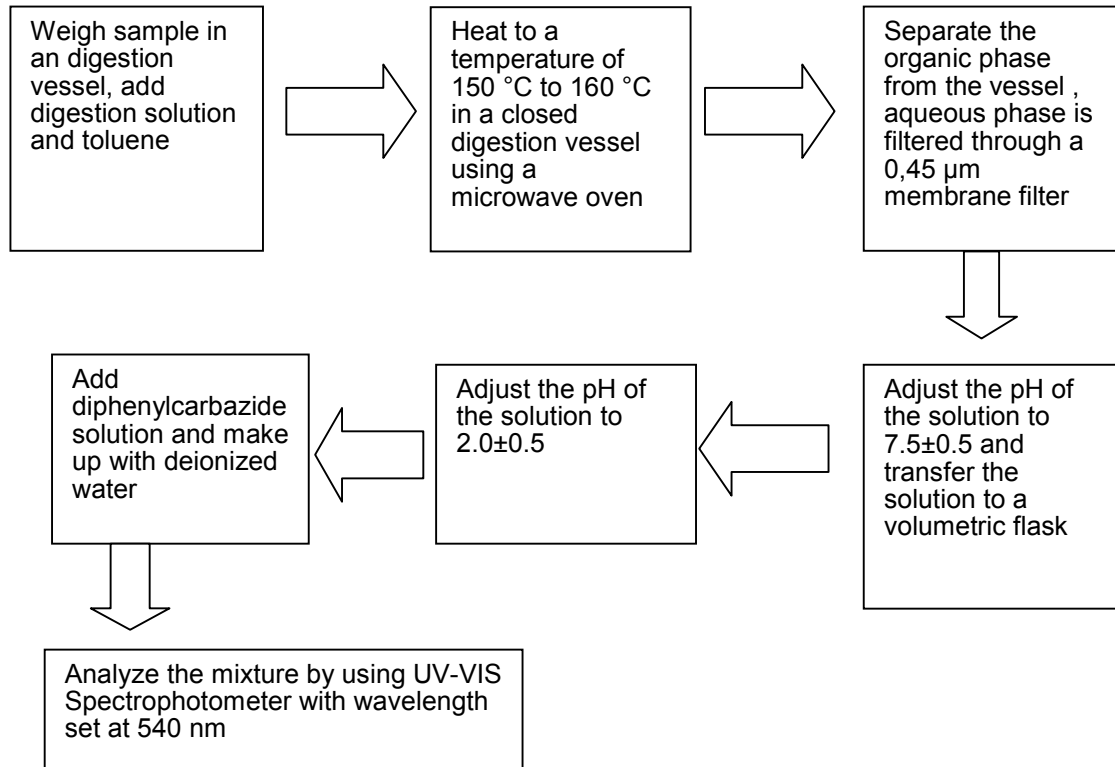 Weigh sample in
an digestion
vessel, add
digestion solution
and toluene
Heat to a
temperature of
150 °C to 160 °C
in a closed
digestion vessel
using a
microwave oven
Separate the
organic phase
from the vessel ,
aqueous phase is
filtered through a
0,45 µm
membrane filter
Adjust the pH of
the solution to
7.5±0.5 and
transfer the
solution to a
volumetric flask
Adjust the pH of
the solution to
2.0±0.5
Add
diphenylcarbazide
solution and make
up with deionized
water
Analyze the mixture by using UV-VIS
Spectrophotometer with wavelength
set at 540 nm